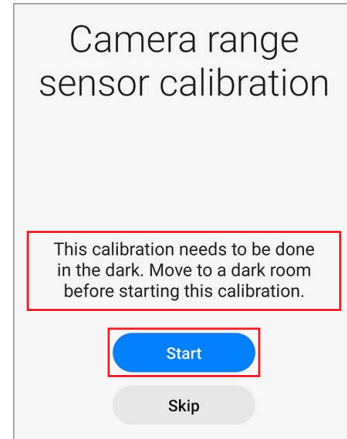 Camera range
sensor calibration
This calibration needs to be done
in the dark. Move to a dark room
before starting this calibration.
Start
Skip